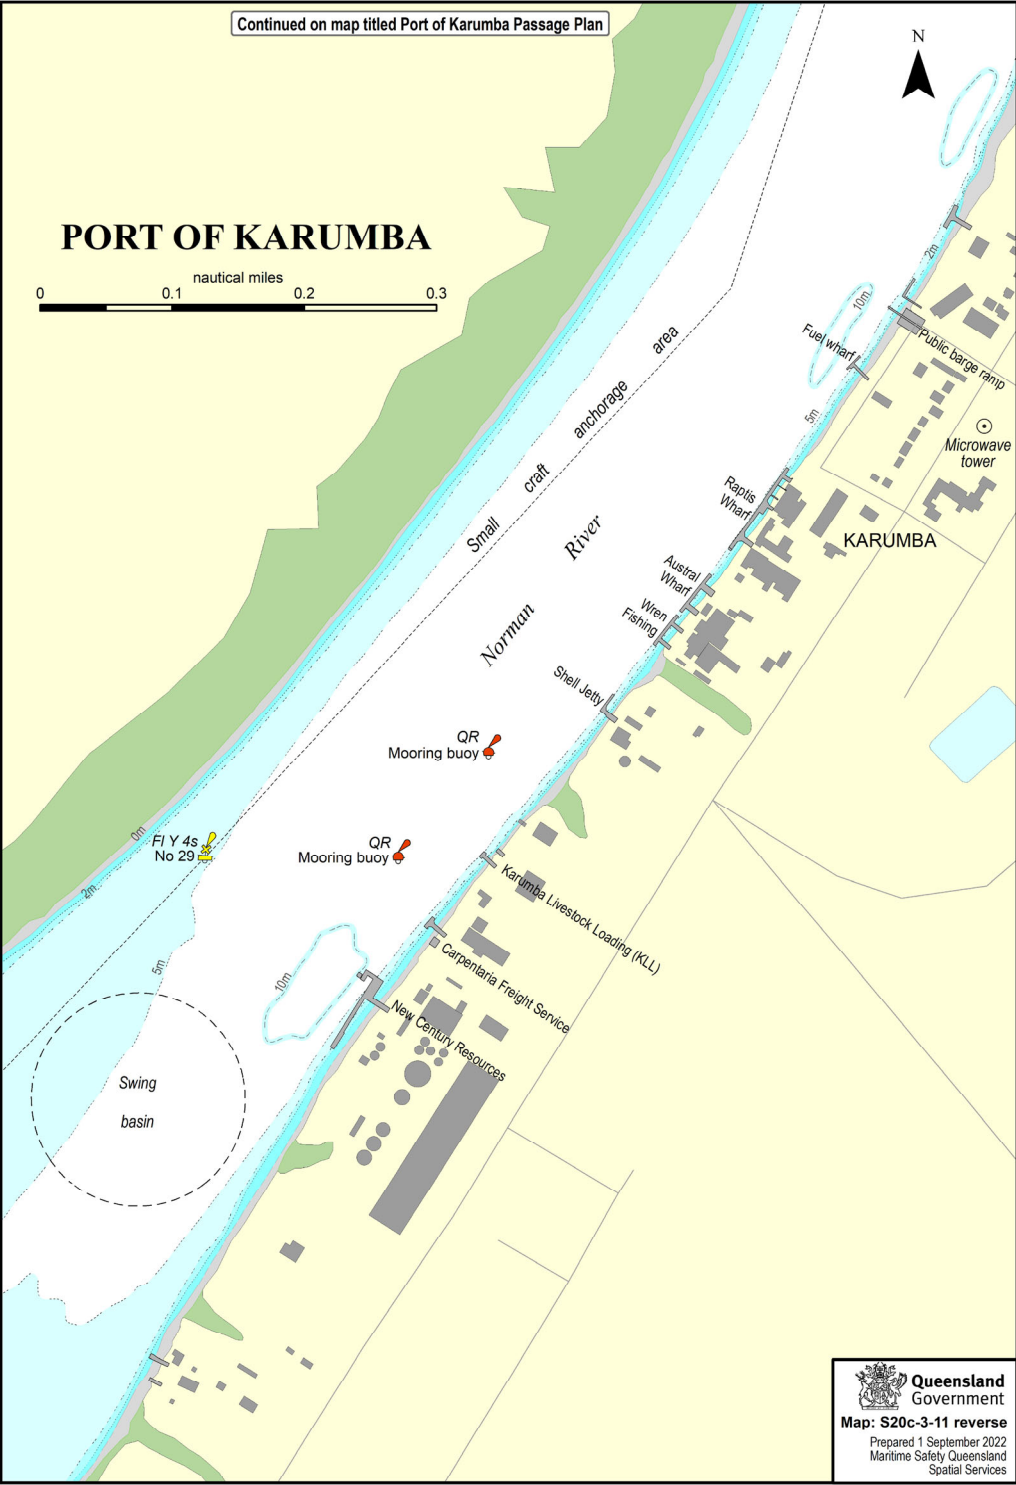 Continued on map titled Port of Karumba Passage Plan
N
PORT OF KARUMBA
nautical miles
0 0.1 0.2 0.3
2m
10m
Fuel wharf
Public barge ramp
area
anchorage
craft
Small
5m
Microwave
tower
Raptis
Wharf
KARUMBA
River
Norman
Austral
Wharf
Wren
Fishing
Shell Jetty
QR
Mooring buoy
0m
Fl Y 4s
No 29
QR
Mooring buoy
2m
Karumba Livestock Loading (KLL)
5m
10m
Carpentaria Freight Service
New Century Resources
Swing
basin
Queensland
Government
Map: S20c-3-11 reverse
Prepared 1 September 2022
Maritime Safety Queensland
Spatial Services